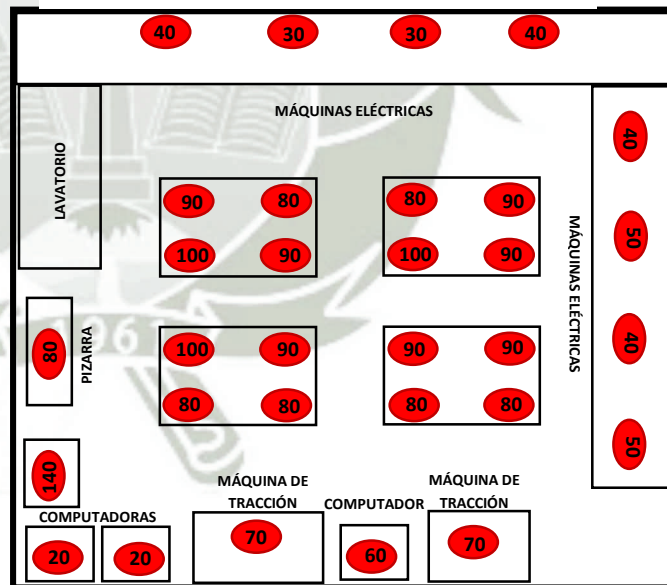 40 30 30 40
MÁQUINAS ELÉCTRICAS
LAVATORIO
40
50
40
50
MÁQUINAS ELÉCTRICAS
90 80
100 90
80 90
100 90
80
PIZARRA
1961
100 90
80 80
90 90
80 80
140
COMPUTADORAS
20 20
MÁQUINA DE
TRACCIÓN
70
COMPUTADOR
60
MÁQUINA DE
TRACCIÓN
70